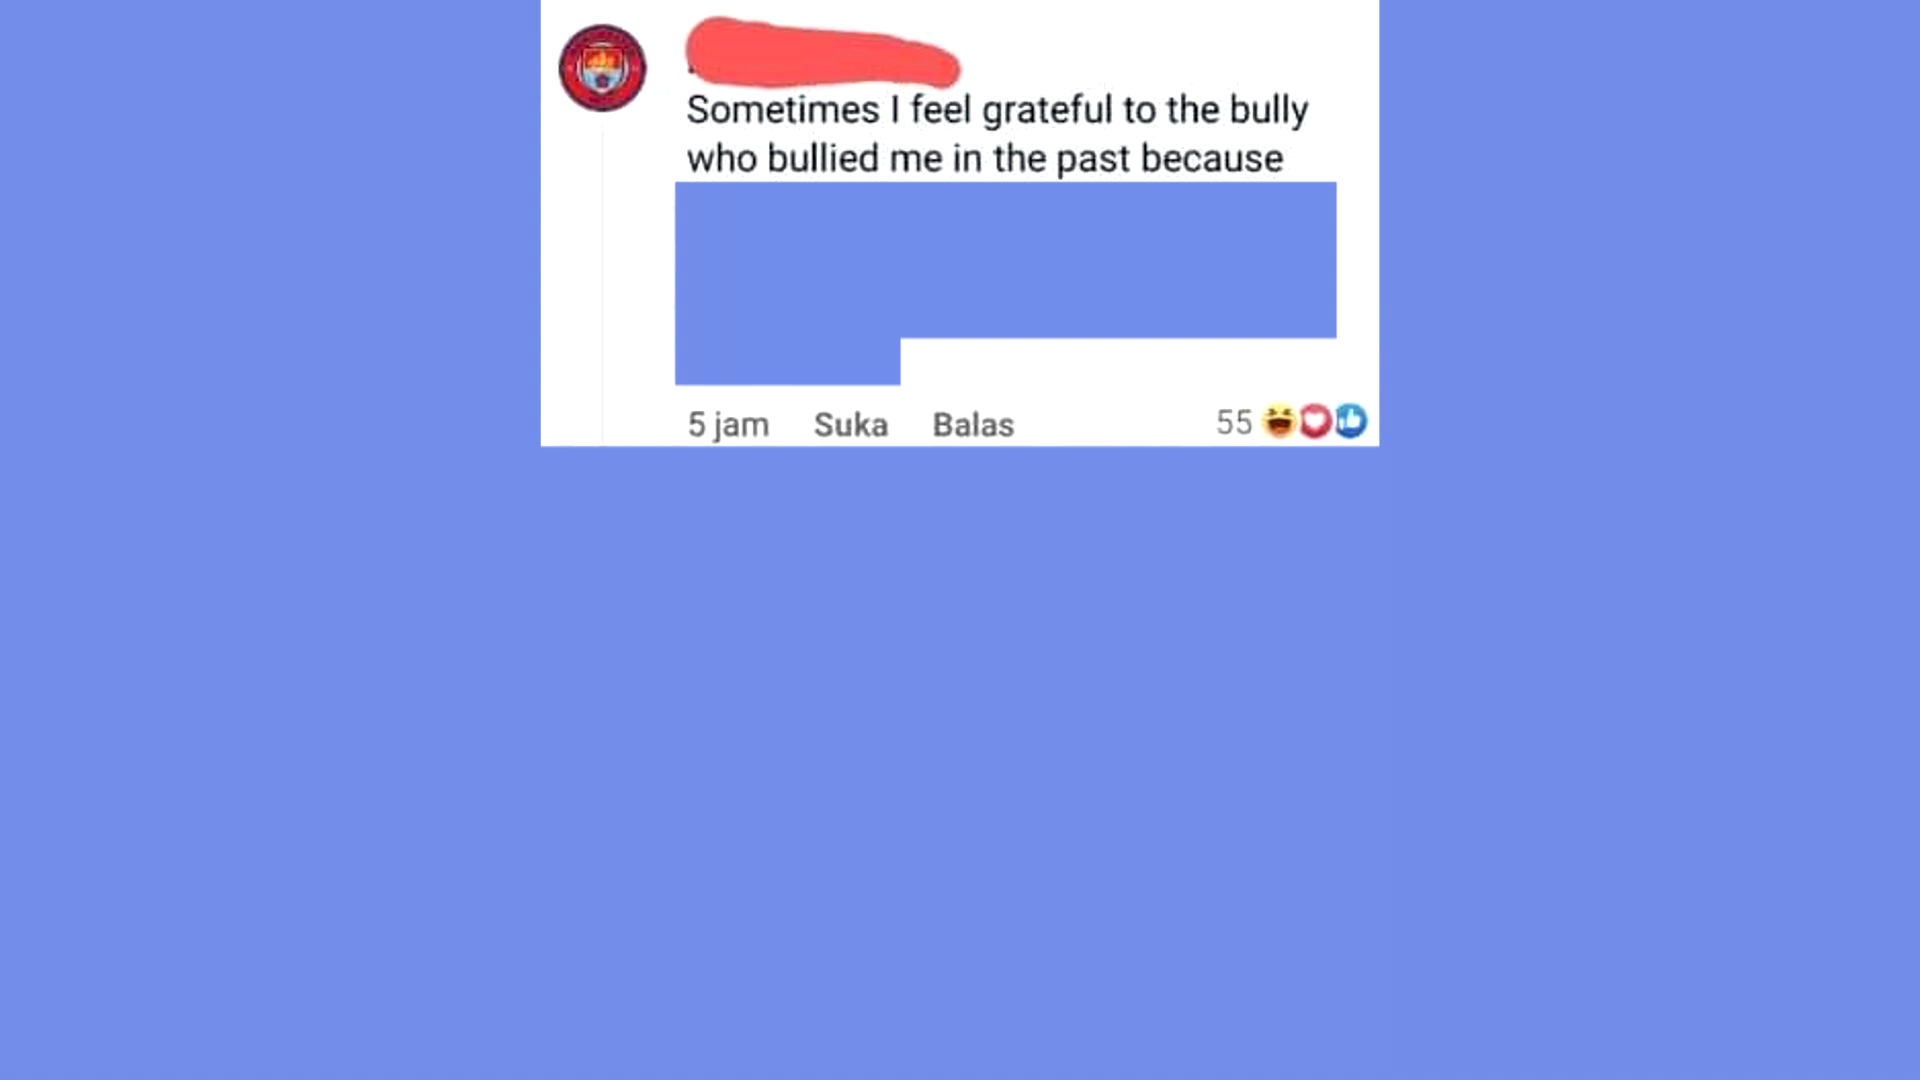 Sometimes I feel grateful to the bully
who bullied me in the past because
5 jam Suka Balas 55